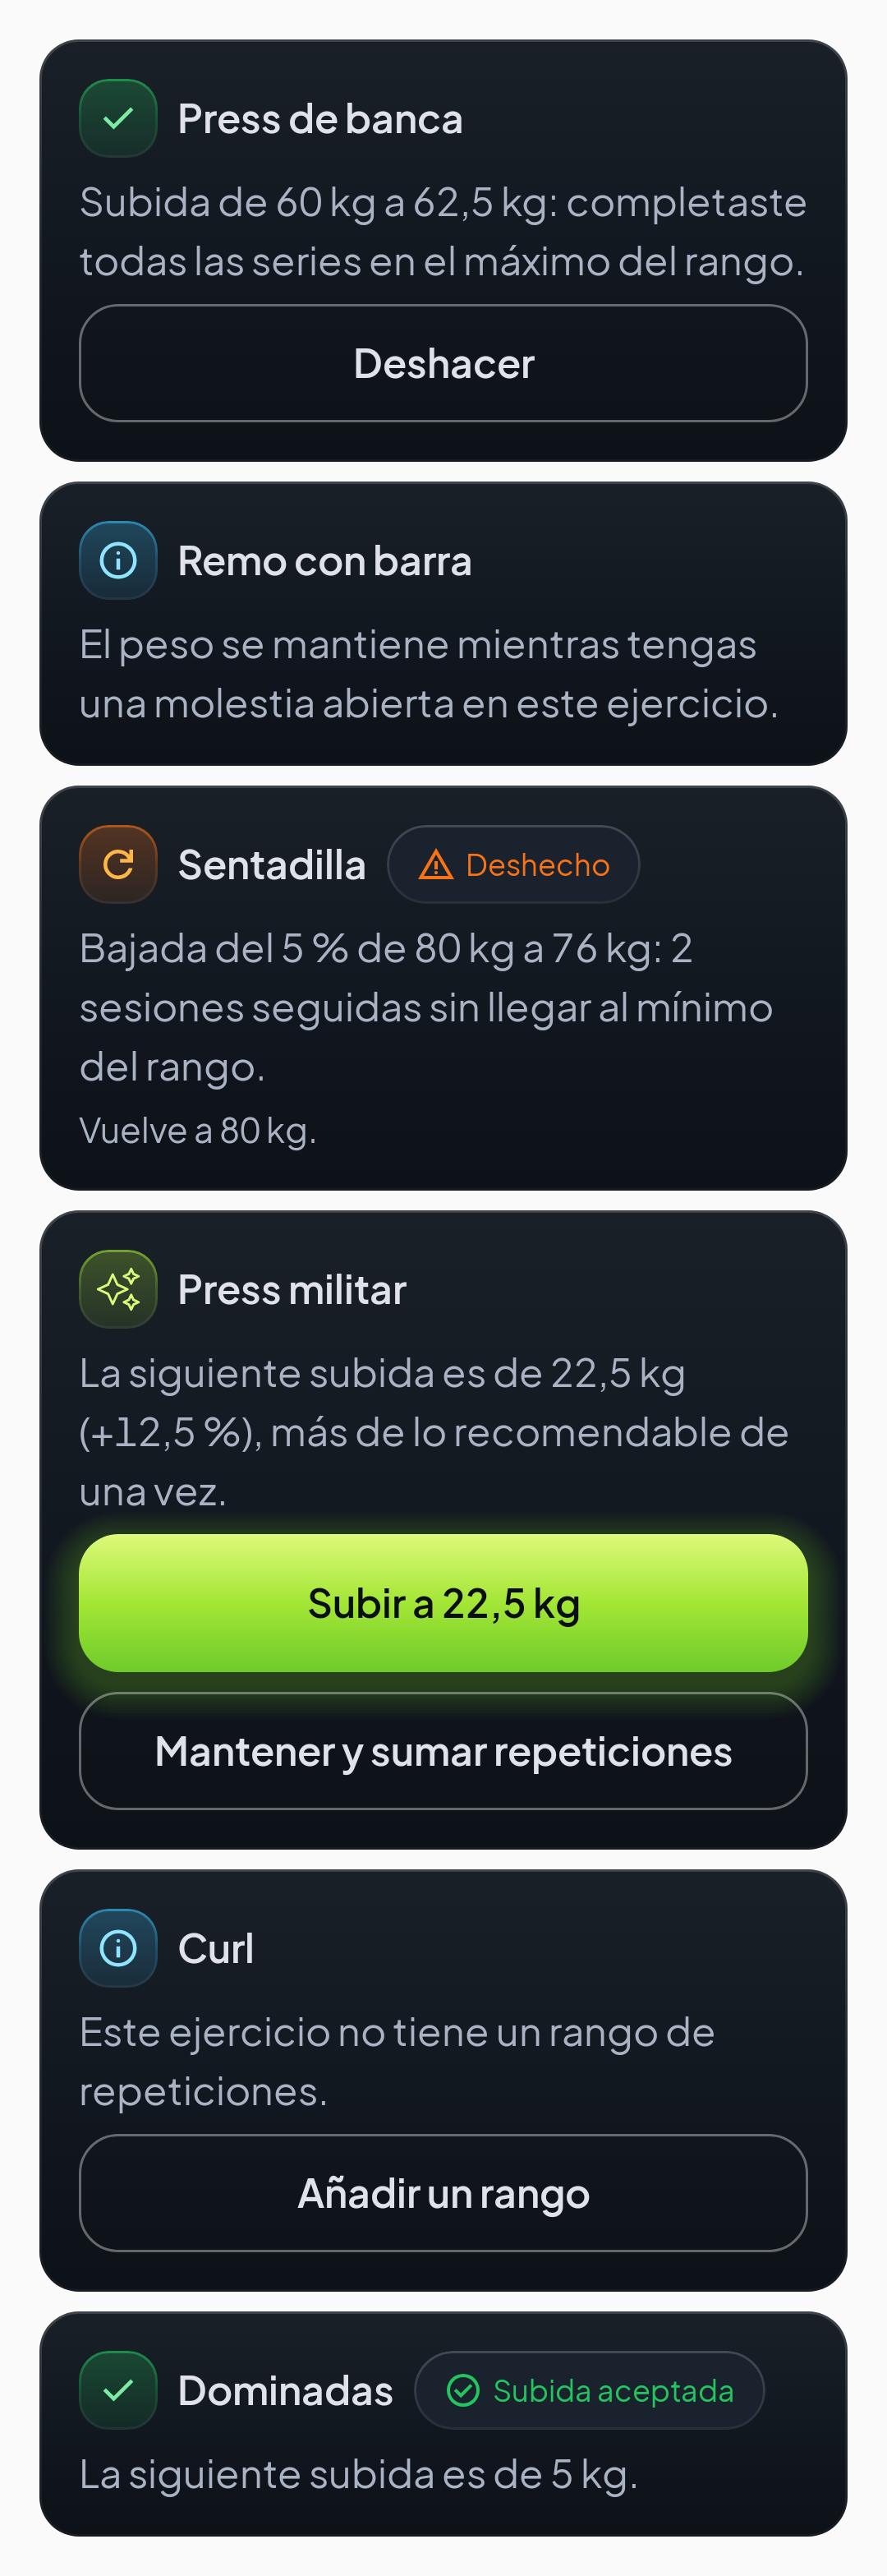 Press de banca
Subida de 60 kg a 62,5 kg: completaste
todas las series en el máximo del rango.
Deshacer
Remo con barra
El peso se mantiene mientras tengas
una molestia abierta en este ejercicio.
Sentadilla
Deshecho
Bajada del 5 % de 80 kg a 76 kg: 2
sesiones seguidas sin llegar al mínimo
del rango.
Vuelve a 80 kg.
Press militar
La siguiente subida es de 22,5 kg
(+12,5 %), más de lo recomendable de
una vez.
Subir a 22,5 kg
Mantener y sumar repeticiones
Curl
Este ejercicio no tiene un rango de
repeticiones.
Añadir un rango
Dominadas
Subida aceptada
La siguiente subida es de 5 kg.